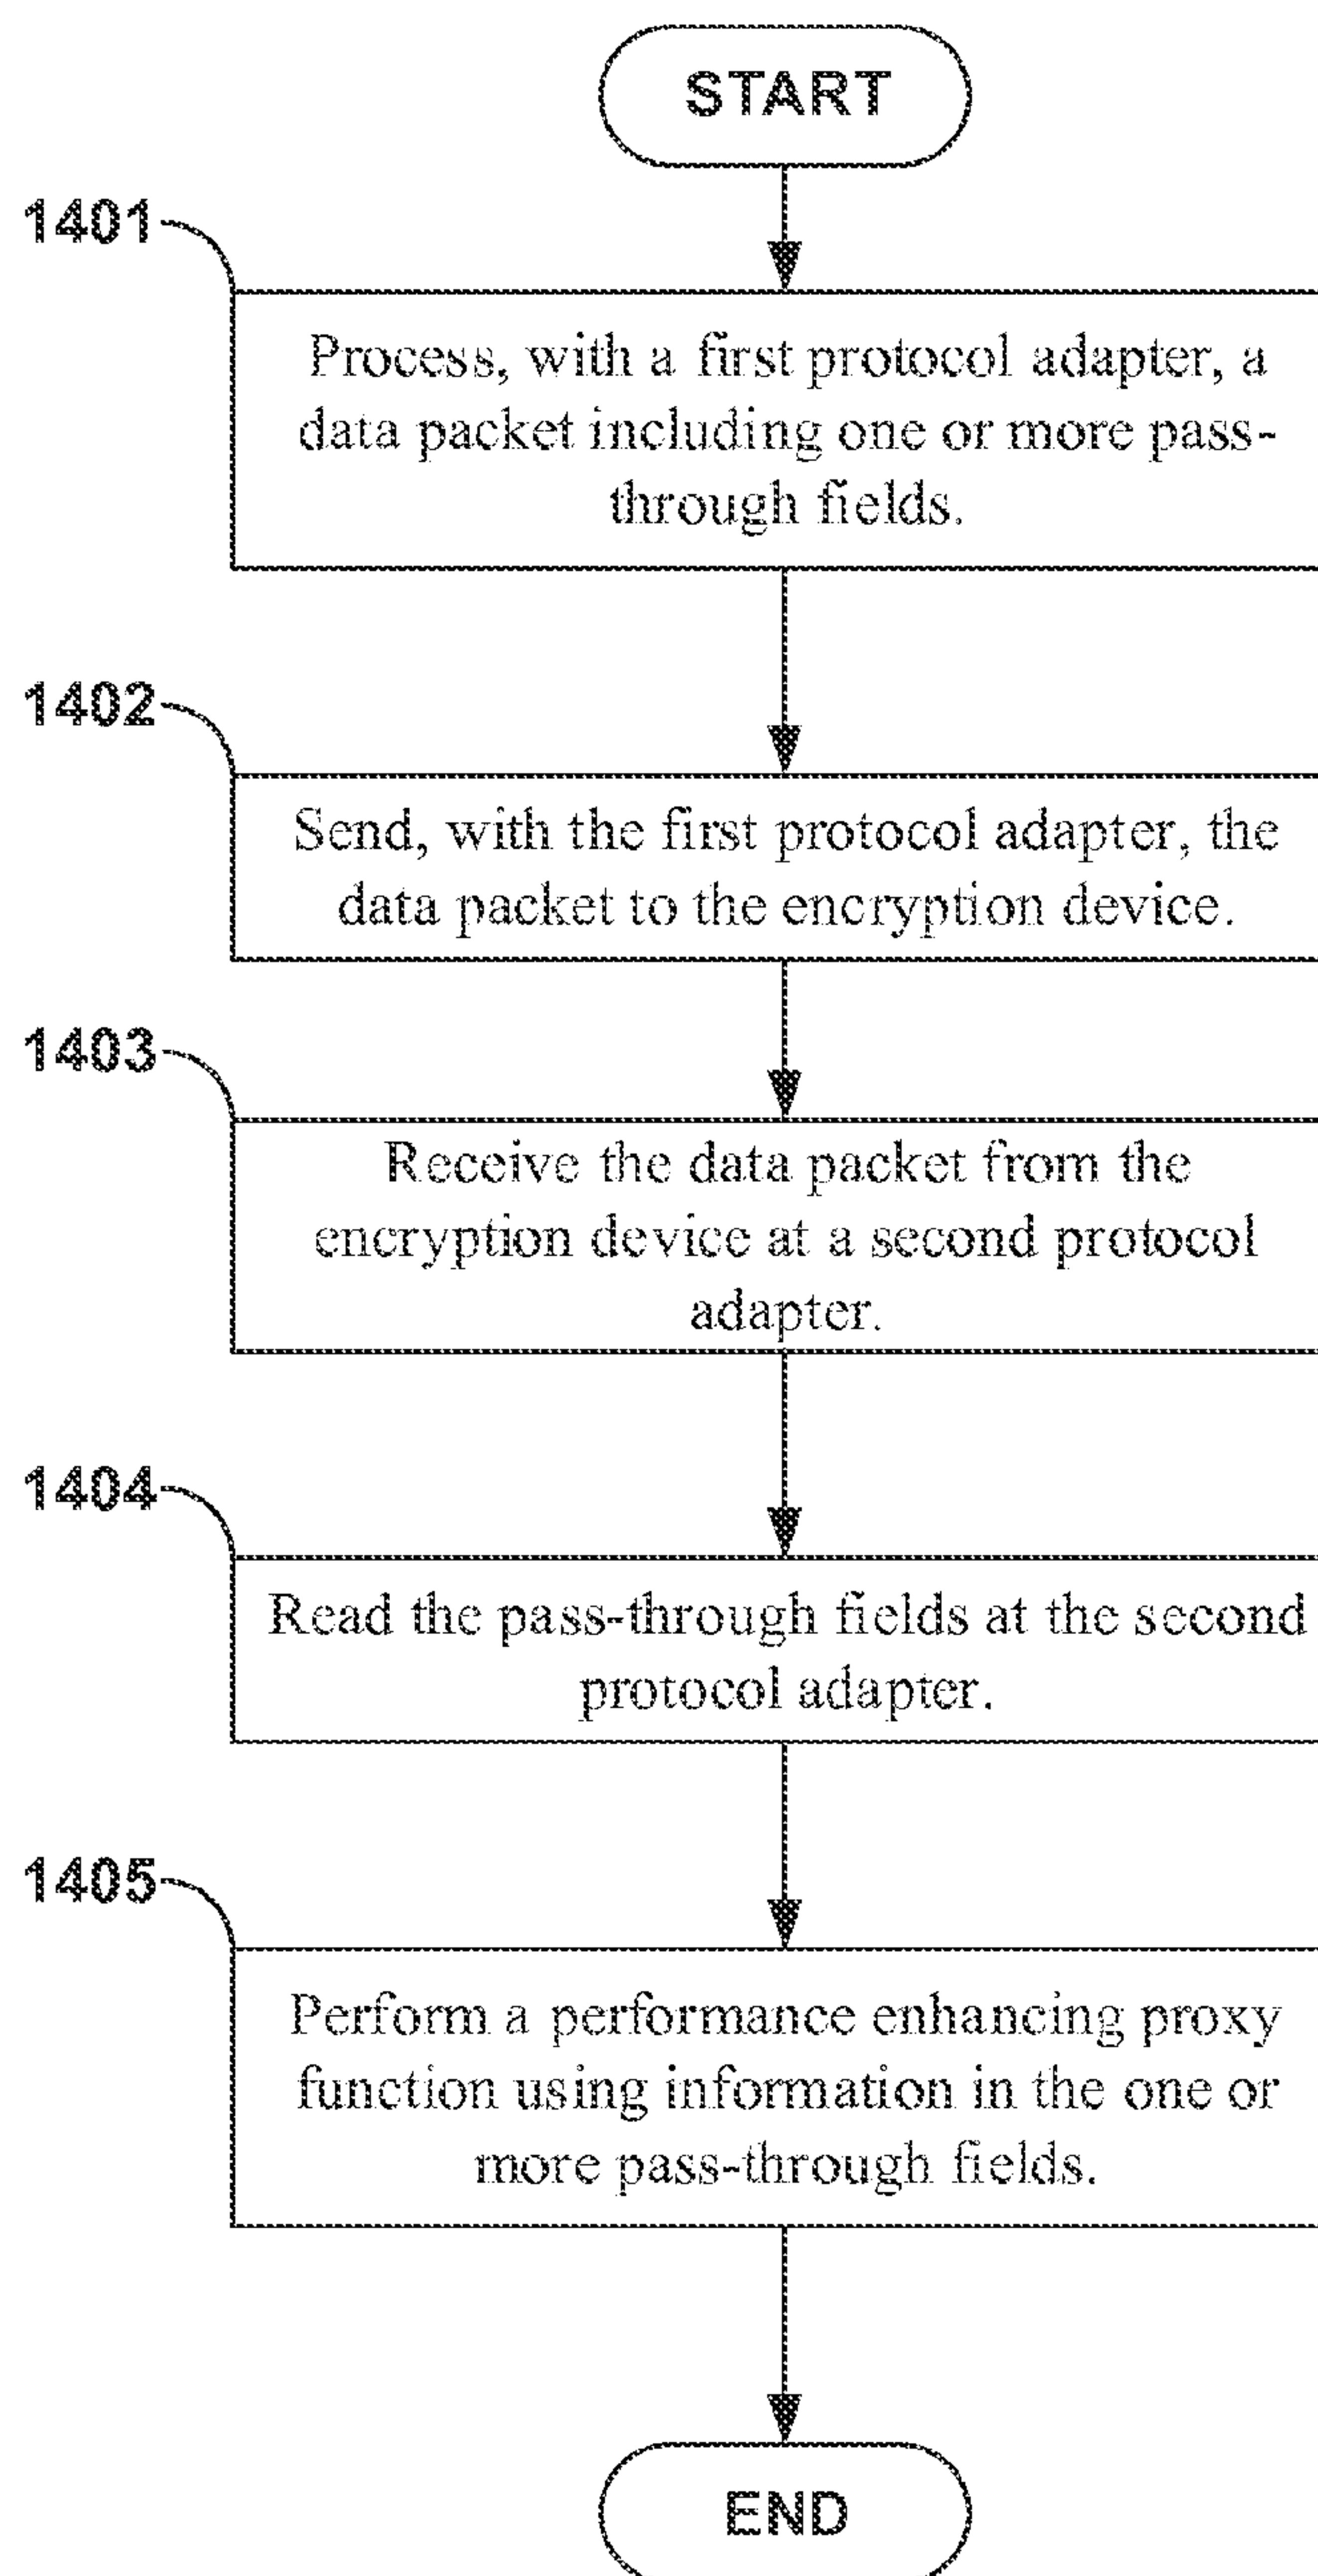 START
1401
Process, with a first protocol adapter, a
data packet including one or more pass-
through fields.
1402
Send, with the first protocol adapter, the
data packet to the encryption device.
1403
Receive the data packet from the
encryption device at a second protocol
adapter.
1404
Read the pass-through fields at the second
protocol adapter.
1405
Perform a performance enhancing proxy
function using information in the one or
more pass-through fields.
END